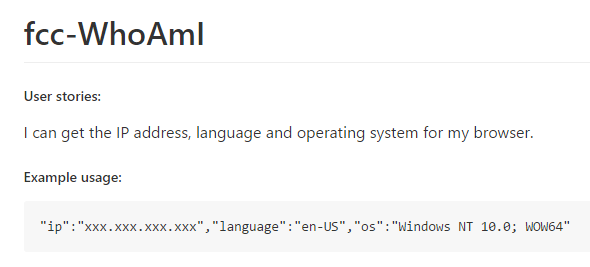 fcc-WhoAmI
User stories:
I can get the IP address, language and operating system for my browser.
Example usage:
"ip":"xxx.xxx.xxx.xxx","language":"en-US","os":"Windows NT 10.0; WOW64"